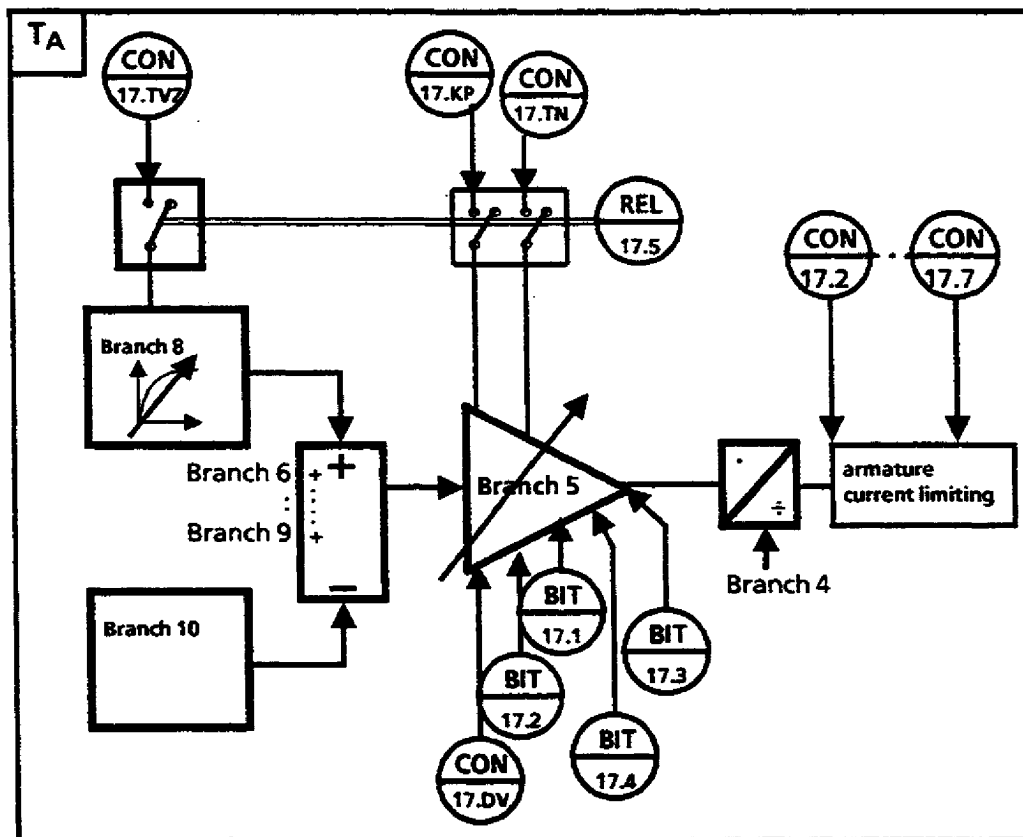 TA
CON
17.TVZ
CON
17.KP
CON
17.TN
REL
17.5
CON
17.2
CON
17.7
Branch 8
Branch 6
+
+
:
Branch 9
+
−
Branch 5
·
÷
armature
current limiting
Branch 4
Branch 10
BIT
17.1
BIT
17.3
BIT
17.2
BIT
17.4
CON
17.DV